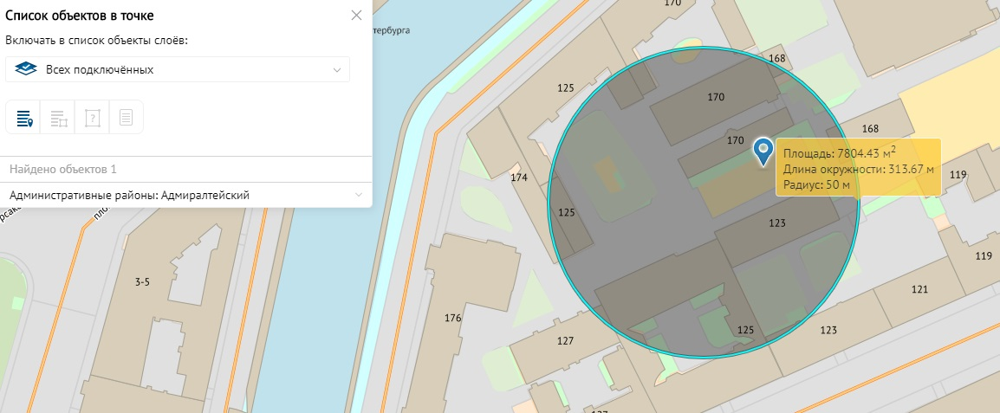 Список объектов в точке
Включать в список объекты слоёв:
Всех подключённых
Найдено объектов 1
Административные районы: Адмиралтейский
170
тербурга
168
125
170
168
170
Площадь: 7804.43 м²
Длина окружности: 313.67 м
Радиус: 50 м
119
174
125
123
119
3-5
121
176
127
125
123